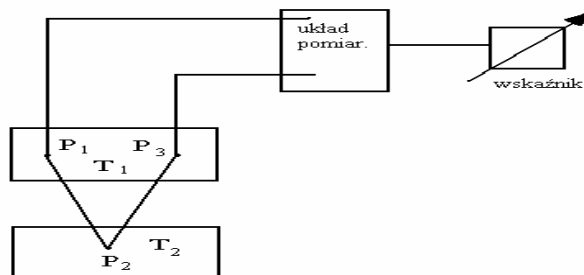 układ
pomiar.
wskaźnik
P1 P3
T1
T2
P2